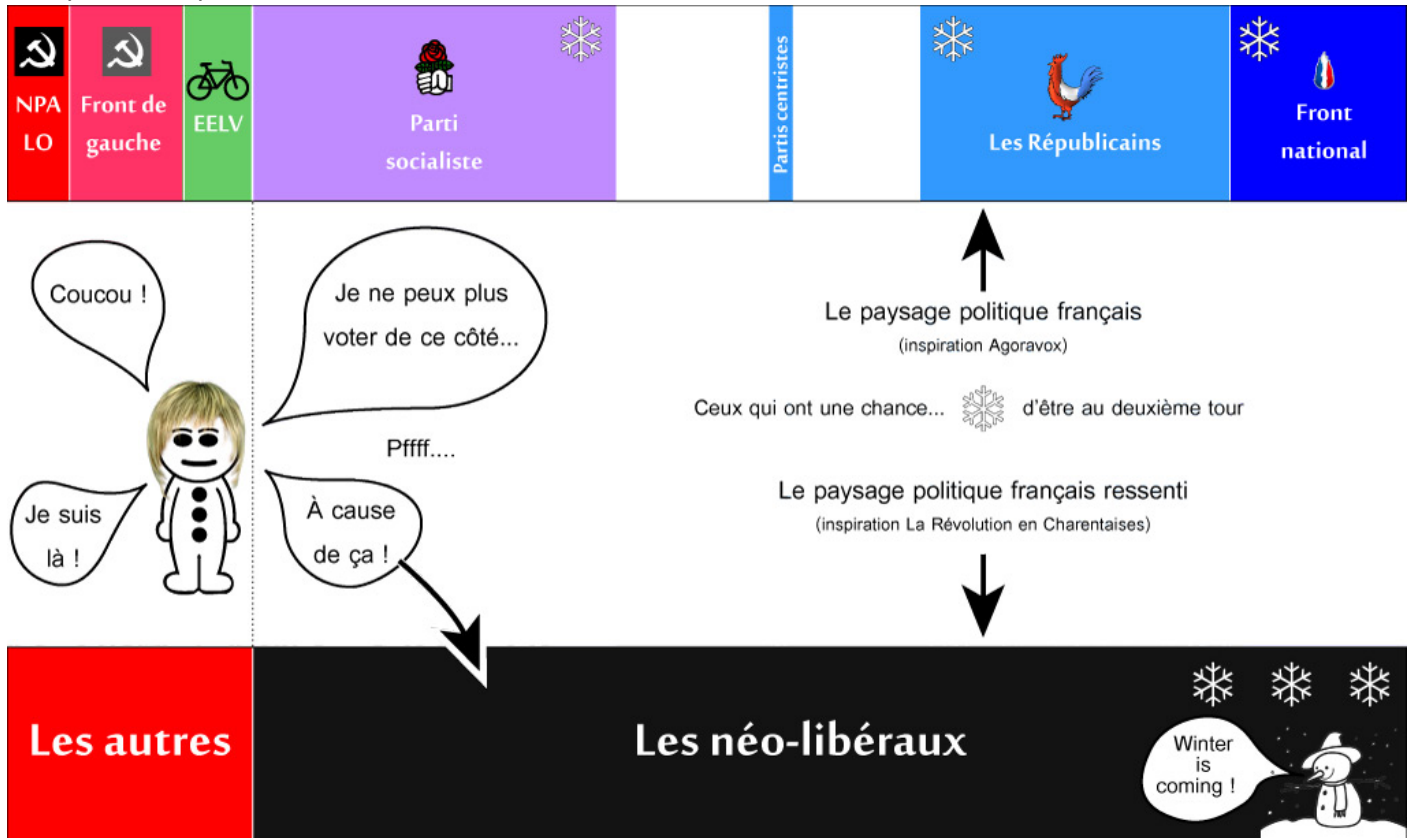 NPA
LO
Front de
gauche
EELV
Parti
socialiste
Partis centristes
Les Républicains
Front
national
Coucou !
Je ne peux plus
voter de ce côté...
Le paysage politique français
(inspiration Agoravox)
Ceux qui ont une chance... d'être au deuxième tour
Pffff....
Je suis
là !
À cause
de ça !
Le paysage politique français ressenti
(inspiration La Révolution en Charentaises)
Les autres
Les néo-libéraux
Winter
is
coming !